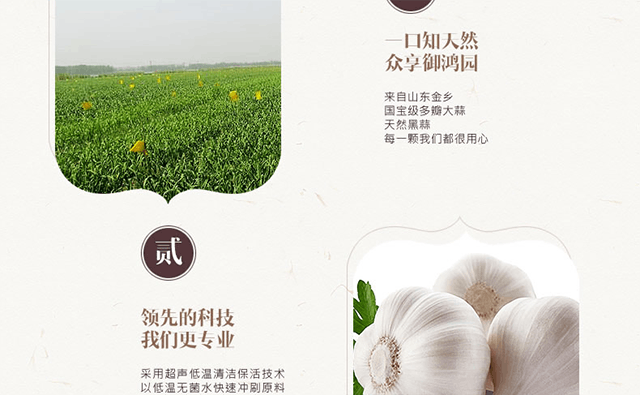 一口知天然
众享御鸿园
来自山东金乡
国宝级多瓣大蒜
天然黑蒜
每一颗我们都很用心
贰
领先的科技
我们更专业
采用超声低温清洁保活技术
以低温无菌水快速冲刷原料